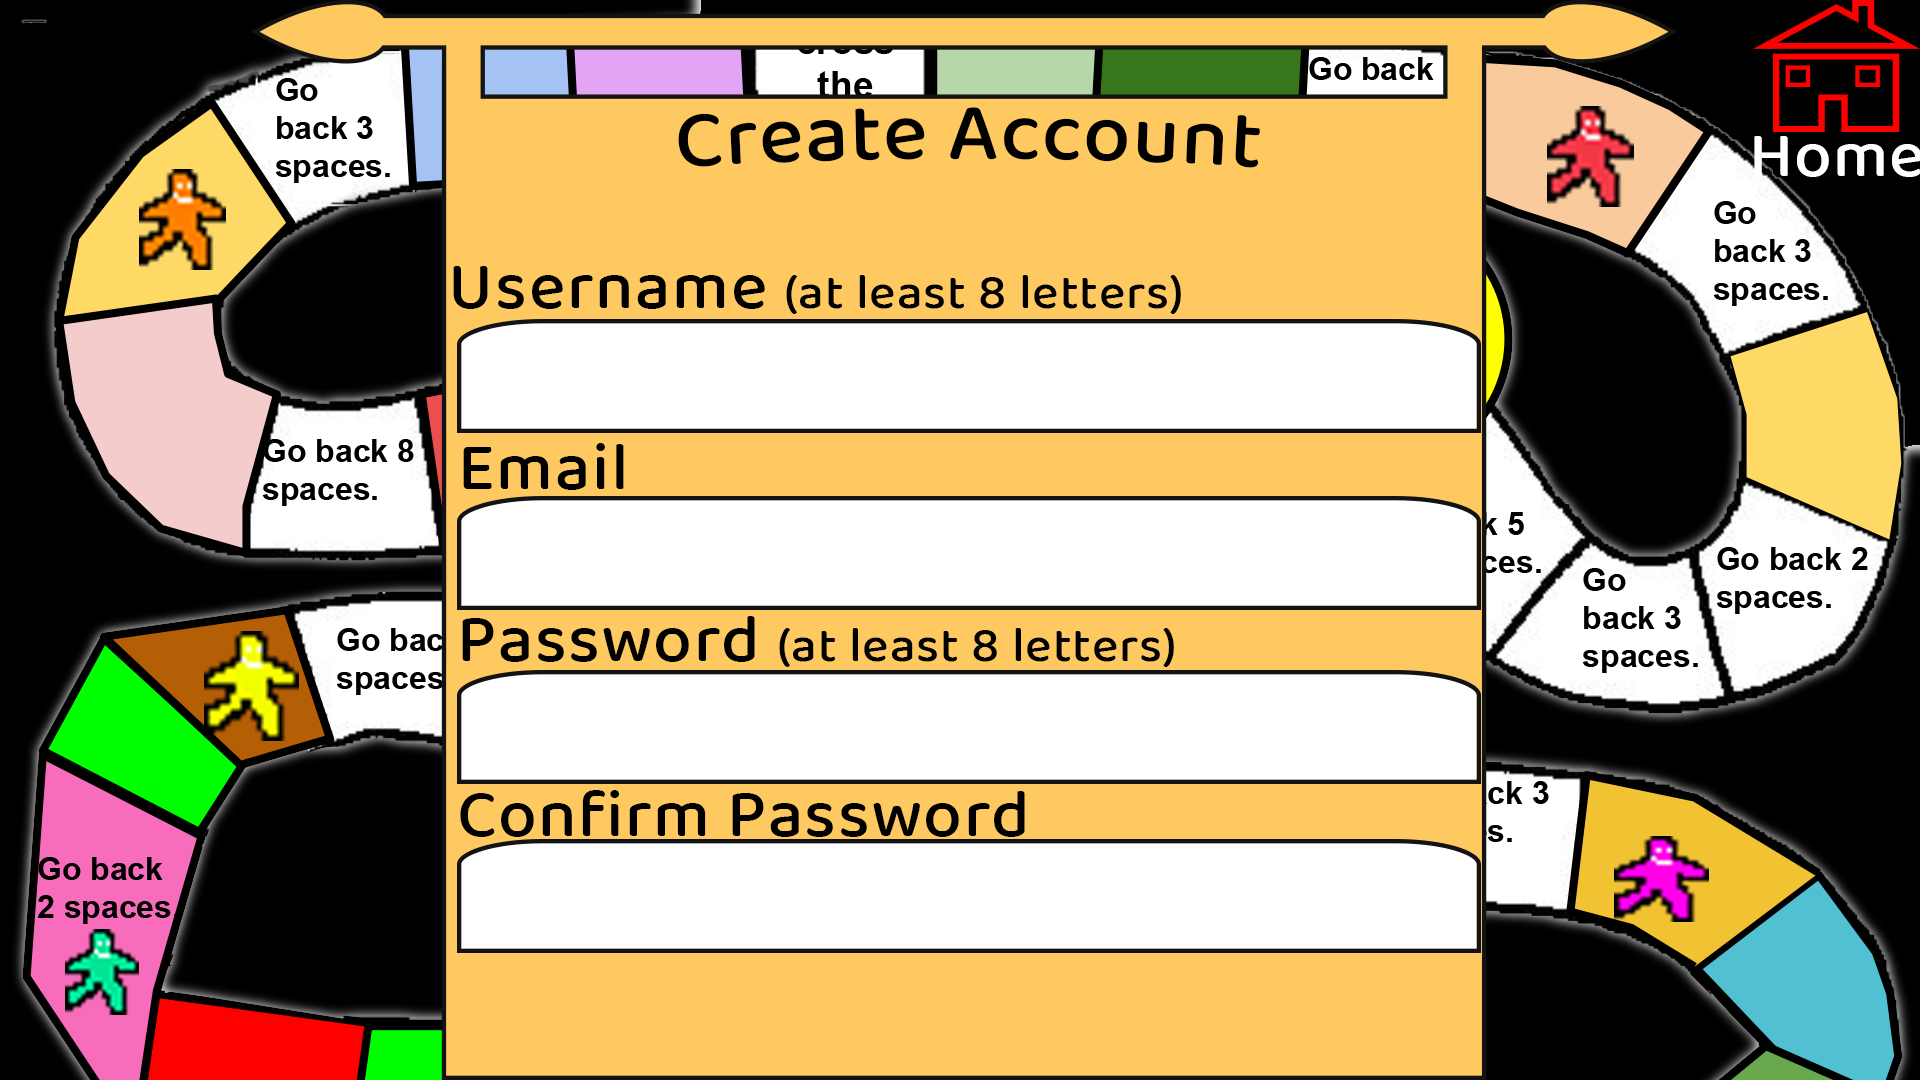 cross
the
Go back
Create Account
Home
Go
back 3
spaces.
Go
back 3
spaces.
Username (at least 8 letters)
Go back 8
spaces.
Email
k 5
ces.
Go back 2
spaces.
Go
back 3
spaces.
Go bac
spaces
Password (at least 8 letters)
ck 3
s.
Confirm Password
Go back
2 spaces.